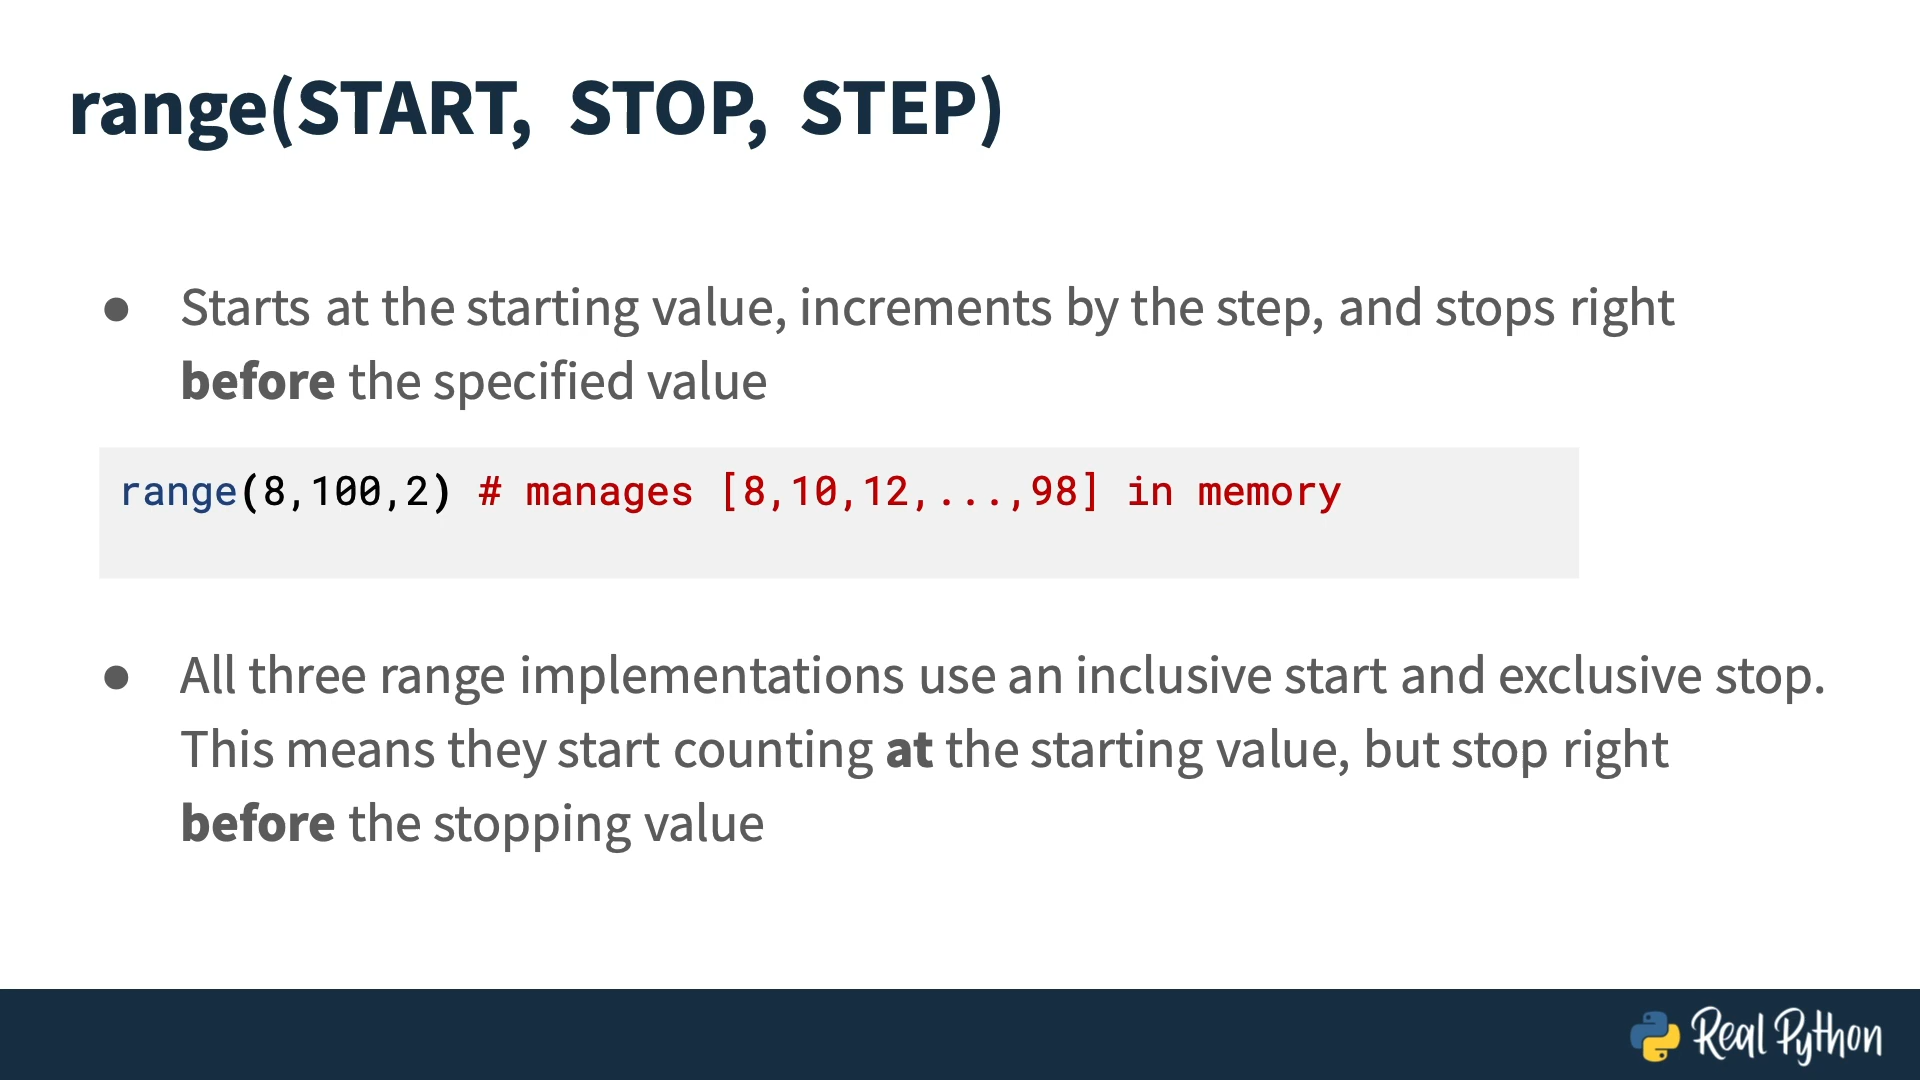 range(START, STOP, STEP)
● Starts at the starting value, increments by the step, and stops right
before the specified value
range(8,100,2) # manages [8,10,12,...,98] in memory
● All three range implementations use an inclusive start and exclusive stop.
This means they start counting at the starting value, but stop right
before the stopping value
Real Python